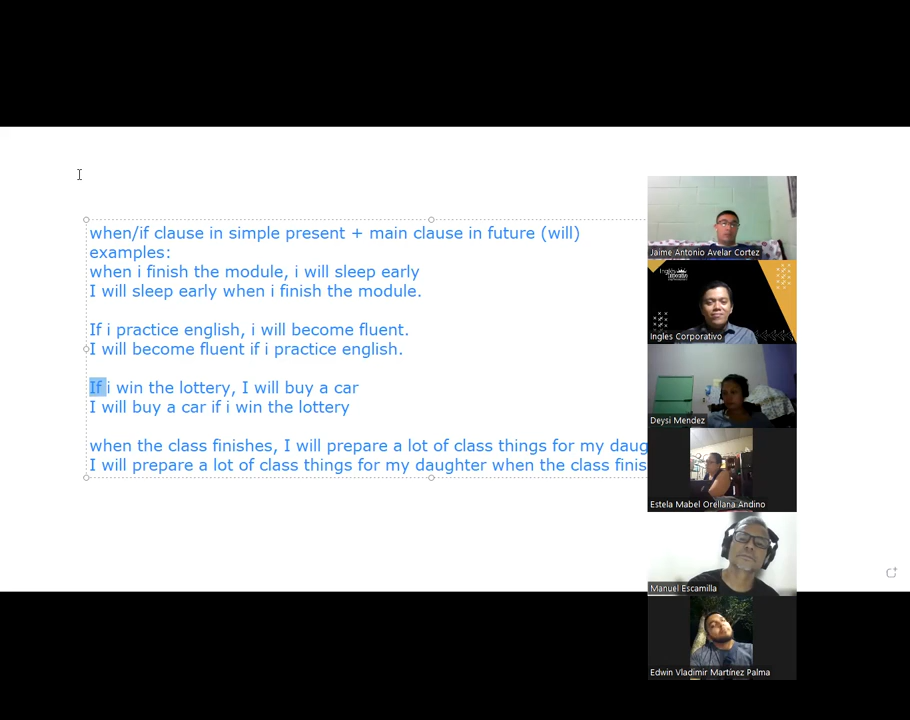 when/if clause in simple present + main clause in future (will)
examples:
when i finish the module, i will sleep early
I will sleep early when i finish the module.
If i practice english, i will become fluent.
I will become fluent if i practice english.
If i win the lottery, I will buy a car
I will buy a car if i win the lottery
when the class finishes, I will prepare a lot of class things for my daug
I will prepare a lot of class things for my daughter when the class finis
Jaime Antonio Avelar Cortez
Ingles Corporativo
Deysi Mendez
Estela Mabel Orellana Andino
Manuel Escamilla
Edwin Vladimir Martínez Palma